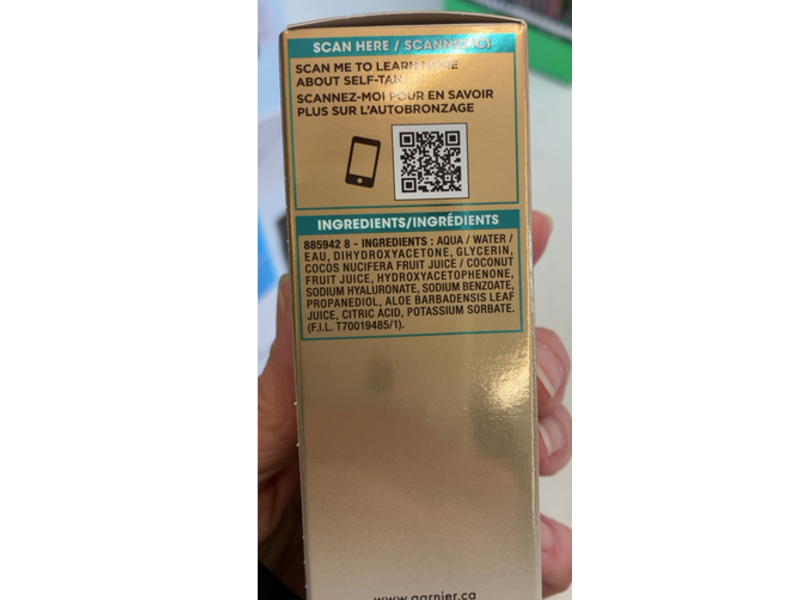 SCAN HERE / SCANNEZ ICI
SCAN ME TO LEARN MORE
ABOUT SELF-TAN.
SCANNEZ-MOI POUR EN SAVOIR
PLUS SUR L'AUTOBRONZAGE
INGREDIENTS/INGRÉDIENTS
885942 8 - INGREDIENTS : AQUA / WATER /
EAU, DIHYDROXYACETONE, GLYCERIN,
COCOS NUCIFERA FRUIT JUICE / COCONUT
FRUIT JUICE, HYDROXYACETOPHENONE,
SODIUM HYALURONATE, SODIUM BENZOATE,
PROPANEDIOL, ALOE BARBADENSIS LEAF
JUICE, CITRIC ACID, POTASSIUM SORBATE.
(F.I.L. T70019485/1).
www.garnier.ca